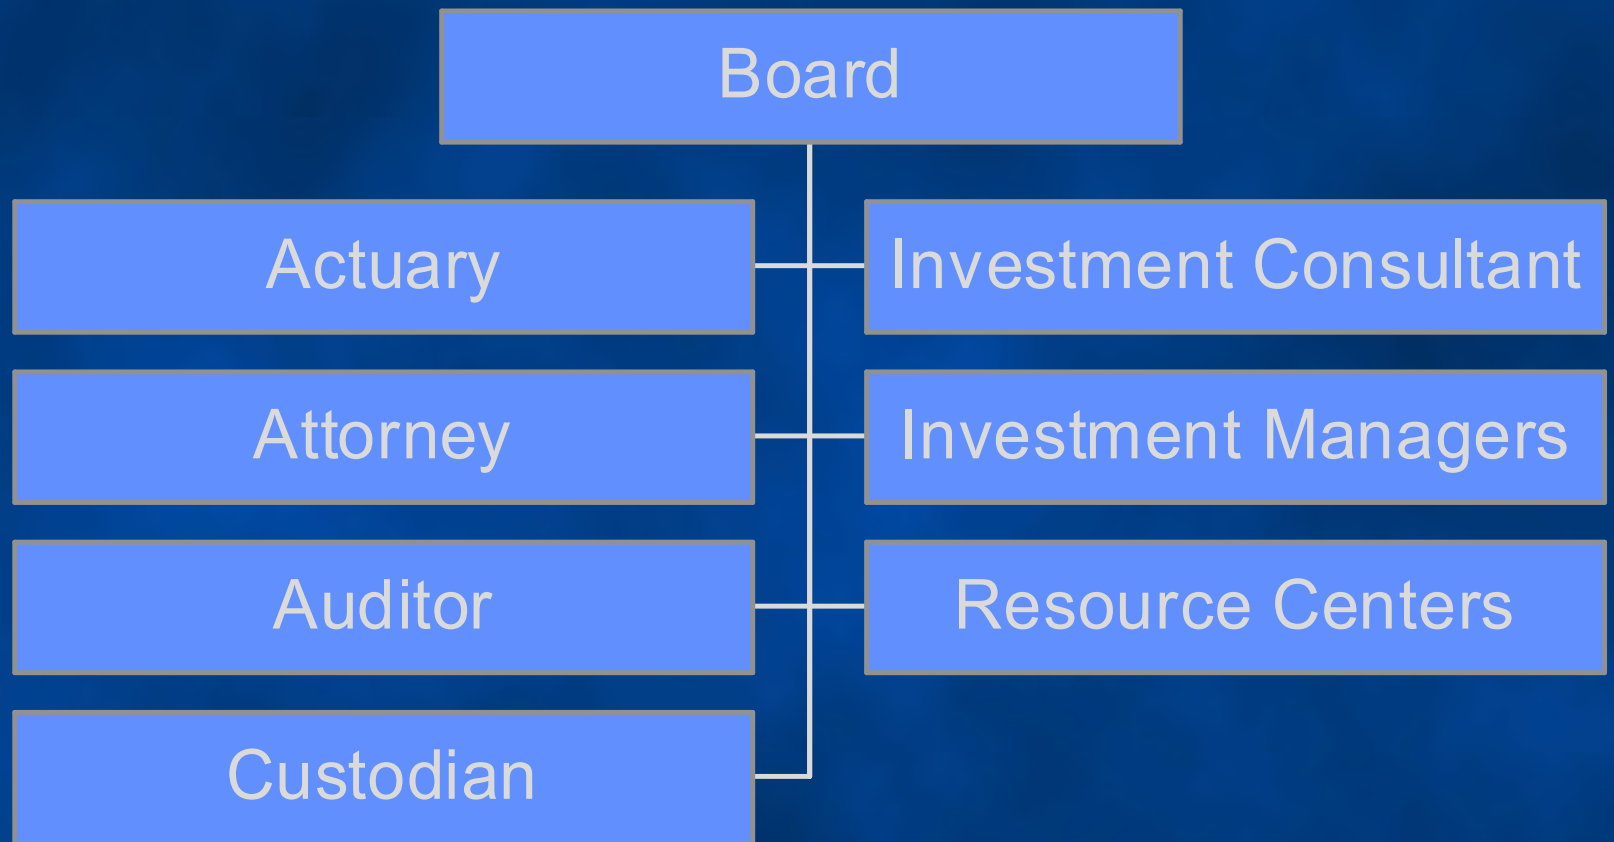 Board
Actuary
Investment Consultant
Attorney
Investment Managers
Auditor
Resource Centers
Custodian